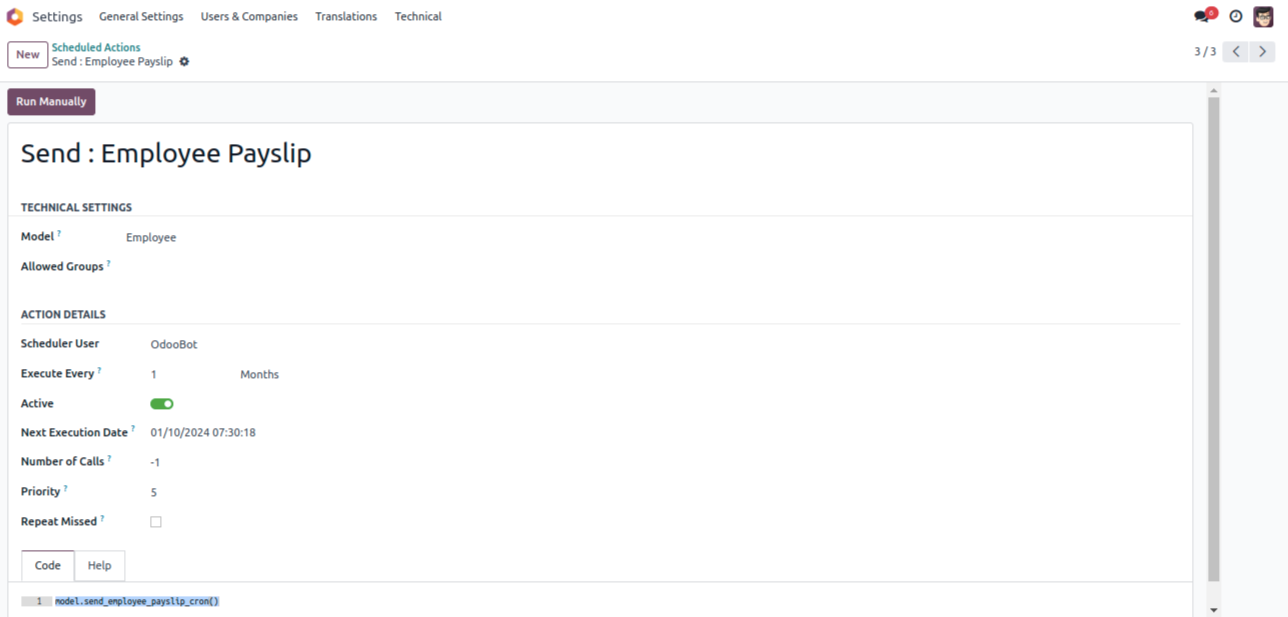 Settings General Settings Users & Companies Translations Technical 6
New Scheduled Actions
Send : Employee Payslip 3 / 3
Run Manually
Send : Employee Payslip
TECHNICAL SETTINGS
Model ? Employee
Allowed Groups ?
ACTION DETAILS
Scheduler User OdooBot
Execute Every ? 1 Months
Active
Next Execution Date ? 01/10/2024 07:30:18
Number of Calls ? -1
Priority ? 5
Repeat Missed ?
Code Help
1 model.send_employee_payslip_cron()